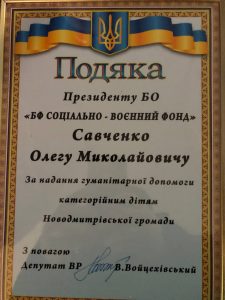 Подяка
Президенту БО
«БФ СОЦІАЛЬНО - ВОЄННИЙ ФОНД»
Савченко
Олегу Миколайовичу
За надання гуманітарної допомоги
категорійним дітям
Новодмитрівської громади
З повагою
Депутат ВР В.Войцехівський